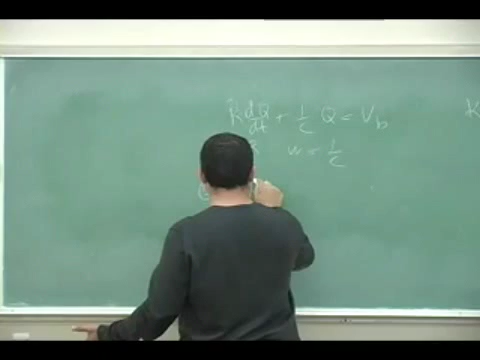 R dQ/dt + 1/C Q = V_b K
w = 1/C